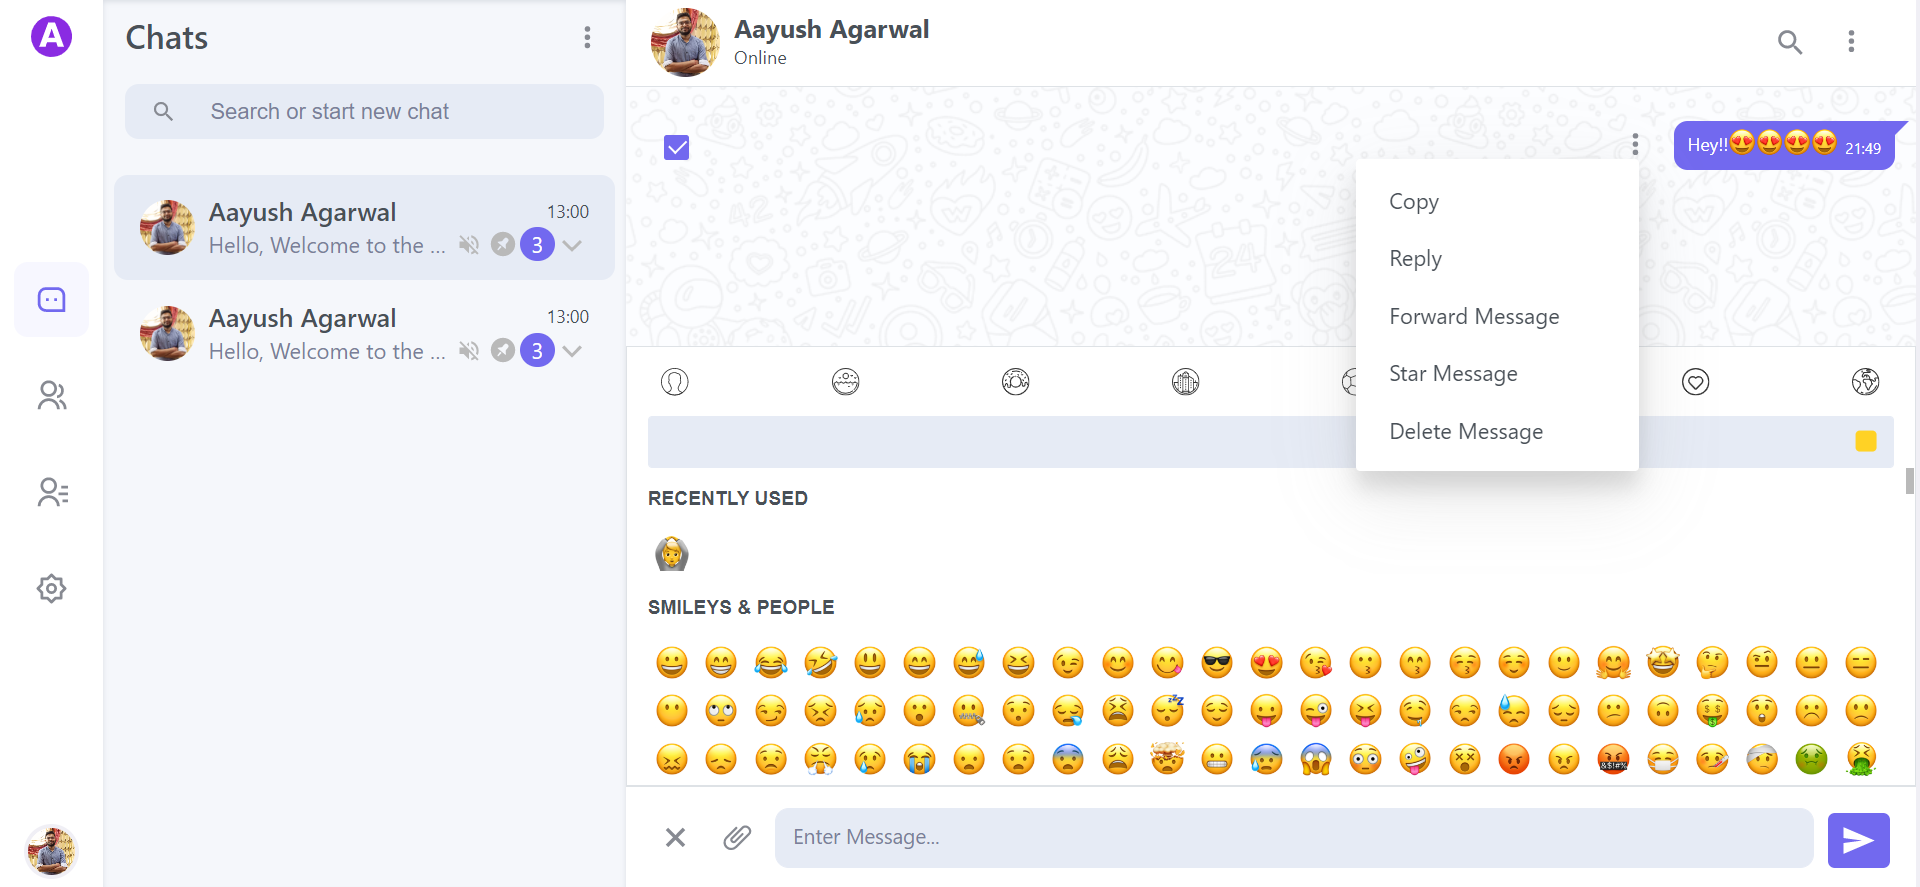 A
Chats
Search or start new chat
Aayush Agarwal
13:00
Hello, Welcome to the ...
3
Aayush Agarwal
13:00
Hello, Welcome to the ...
3
Aayush Agarwal
Online
Hey!!😍😍😍😍 21:49
Copy
Reply
Forward Message
Star Message
Delete Message
RECENTLY USED
SMILEYS & PEOPLE
Enter Message...